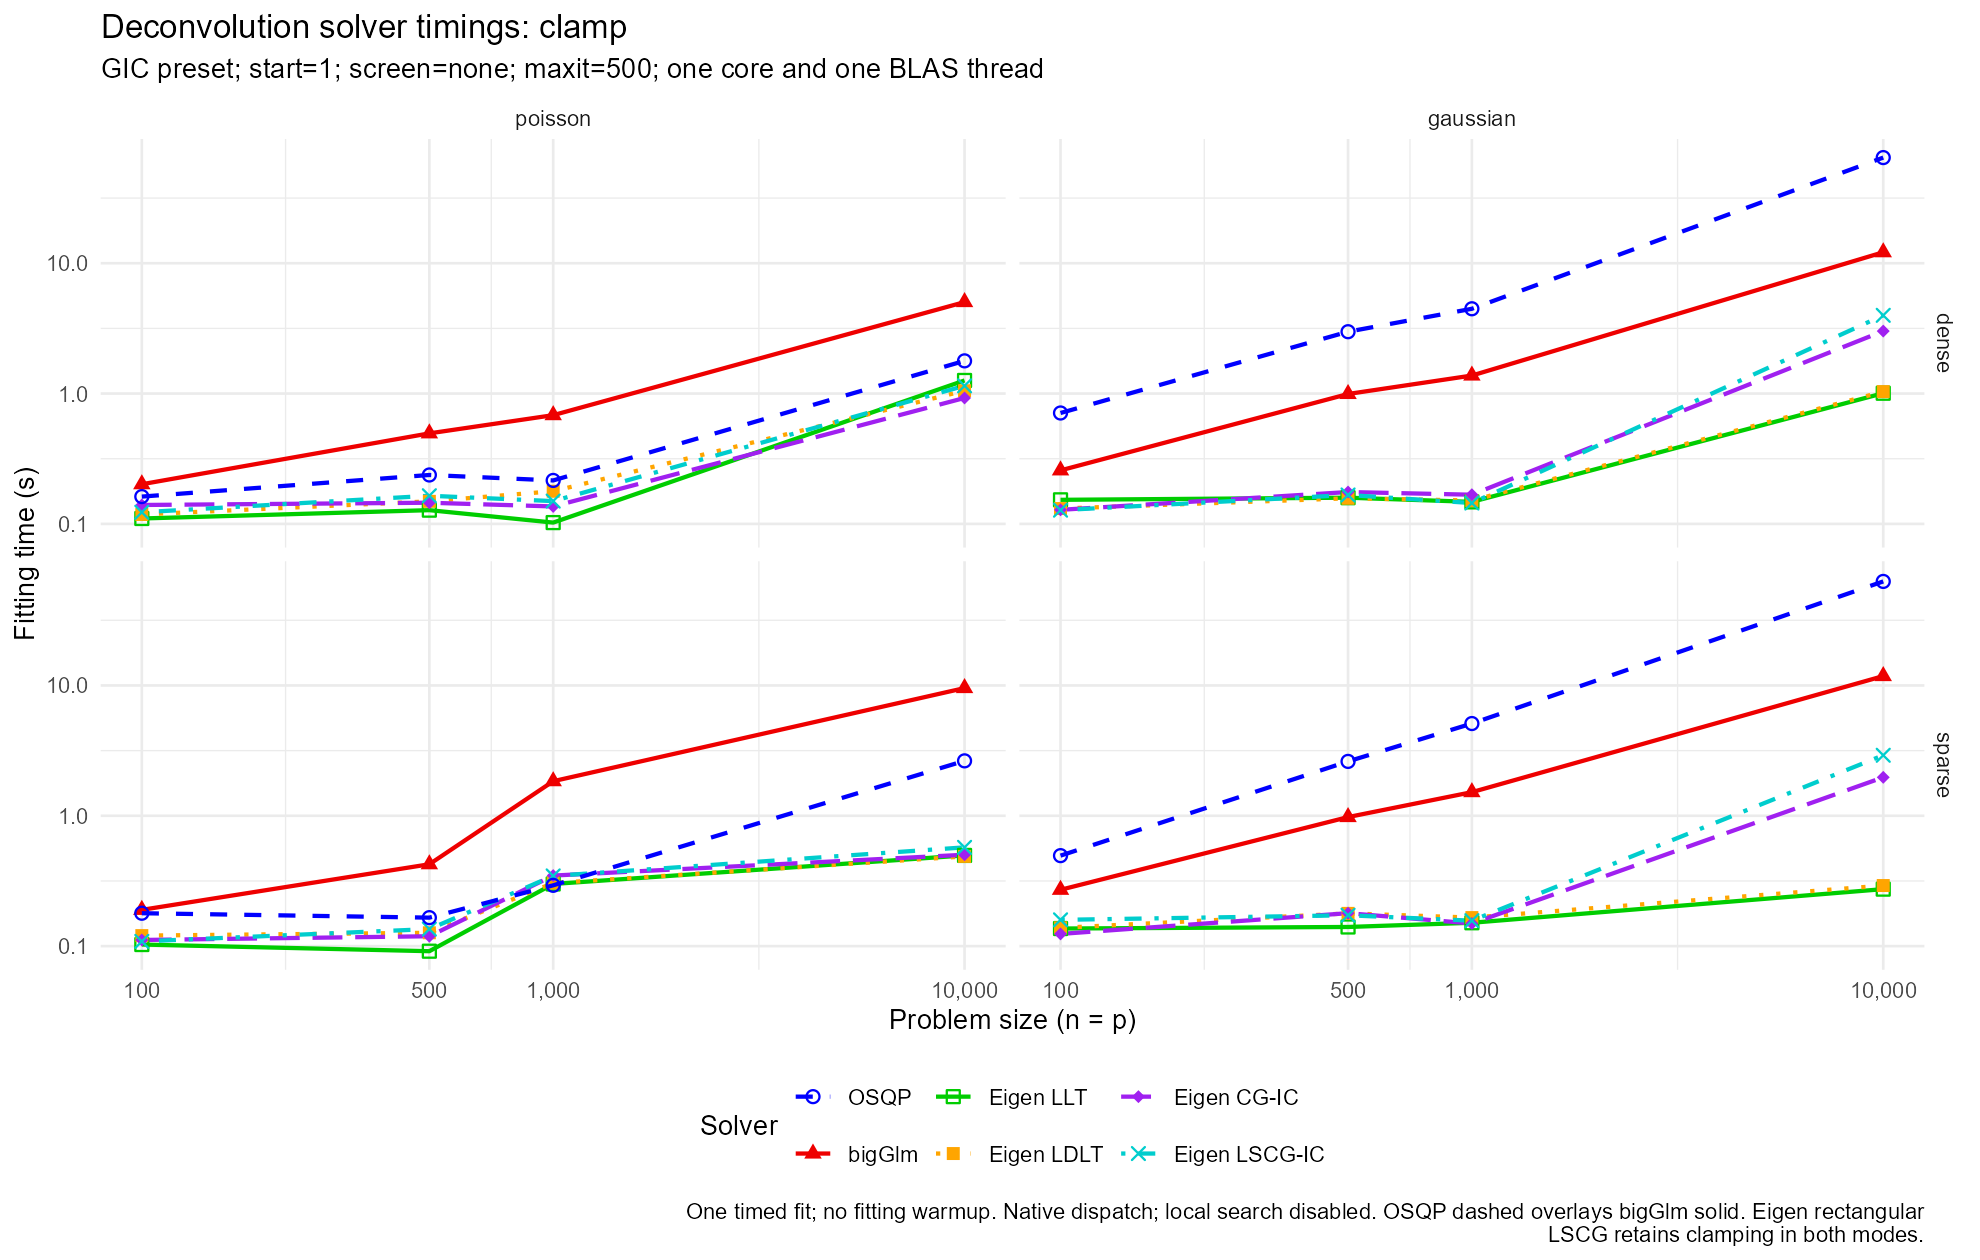 Deconvolution solver timings: clamp
GIC preset; start=1; screen=none; maxit=500; one core and one BLAS thread
poisson
gaussian
10.0
1.0
0.1
dense
Fitting time (s)
10.0
1.0
0.1
sparse
100
500
1,000
10,000
100
500
1,000
10,000
Problem size (n = p)
Solver
OSQP
Eigen LLT
Eigen CG-IC
bigGlm
Eigen LDLT
Eigen LSCG-IC
One timed fit; no fitting warmup. Native dispatch; local search disabled. OSQP dashed overlays bigGlm solid. Eigen rectangular
LSCG retains clamping in both modes.